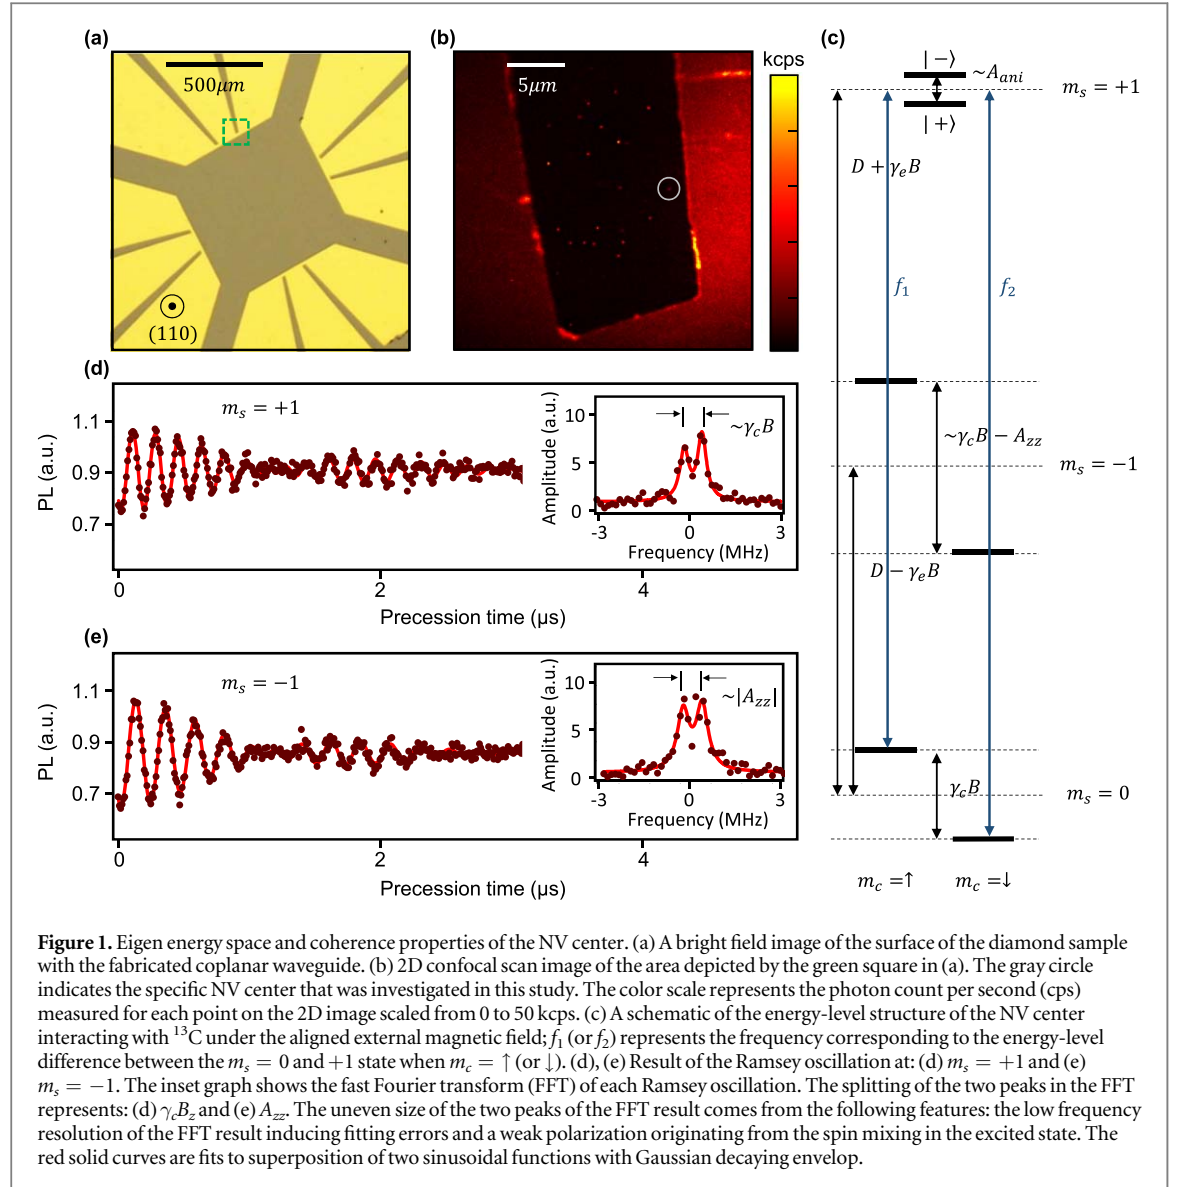 (a)
500μm
(110)
(b)
5μm
kcps
(c)
|−⟩
~A_ani
m_s = +1
|+⟩
D + γ_eB
f_1
f_2
~γ_cB − A_zz
m_s = −1
D − γ_eB
γ_cB
m_s = 0
m_c =↑
m_c =↓
(d)
m_s = +1
PL (a.u.)
1.1
0.9
0.7
0
2
4
Precession time (μs)
Amplitude (a.u.)
10
5
0
-3
0
3
Frequency (MHz)
~γ_cB
(e)
m_s = −1
PL (a.u.)
1.1
0.9
0.7
0
2
4
Precession time (μs)
Amplitude (a.u.)
10
5
0
-3
0
3
Frequency (MHz)
~|A_zz|
Figure 1. Eigen energy space and coherence properties of the NV center. (a) A bright field image of the surface of the diamond sample
with the fabricated coplanar waveguide. (b) 2D confocal scan image of the area depicted by the green square in (a). The gray circle
indicates the specific NV center that was investigated in this study. The color scale represents the photon count per second (cps)
measured for each point on the 2D image scaled from 0 to 50 kcps. (c) A schematic of the energy-level structure of the NV center
interacting with ¹³C under the aligned external magnetic field; f_1 (or f_2) represents the frequency corresponding to the energy-level
difference between the m_s = 0 and +1 state when m_c = ↑ (or ↓). (d), (e) Result of the Ramsey oscillation at: (d) m_s = +1 and (e)
m_s = −1. The inset graph shows the fast Fourier transform (FFT) of each Ramsey oscillation. The splitting of the two peaks in the FFT
represents: (d) γ_cB_z and (e) A_zz. The uneven size of the two peaks of the FFT result comes from the following features: the low frequency
resolution of the FFT result inducing fitting errors and a weak polarization originating from the spin mixing in the excited state. The
red solid curves are fits to superposition of two sinusoidal functions with Gaussian decaying envelop.